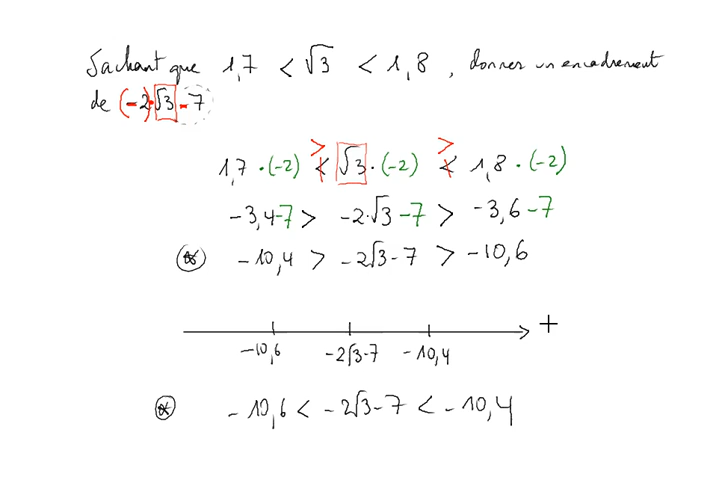 Sachant que 1,7 < √3 < 1,8, donner un encadrement
de (-2)·√3 - 7
1,7 ·(-2) > < √3 ·(-2) > < 1,8 ·(-2)
-3,4 -7 > -2·√3 -7 > -3,6 -7
* -10,4 > -2√3 - 7 > -10,6
+
-10,6 -2√3-7 -10,4
* -10,6 < -2√3-7 < -10,4